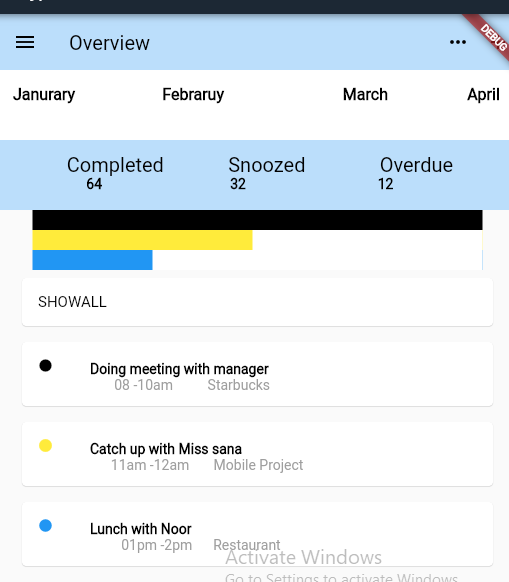 Overview ...
DEBUG
Janurary Februruy March April
Completed Snoozed Overdue
64 32 12
SHOWALL
Doing meeting with manager
08 -10am Starbucks
Catch up with Miss sana
11am -12am Mobile Project
Lunch with Noor
01pm -2pm Restaurant
Activate Windows
Go to Settings to activate Windows.